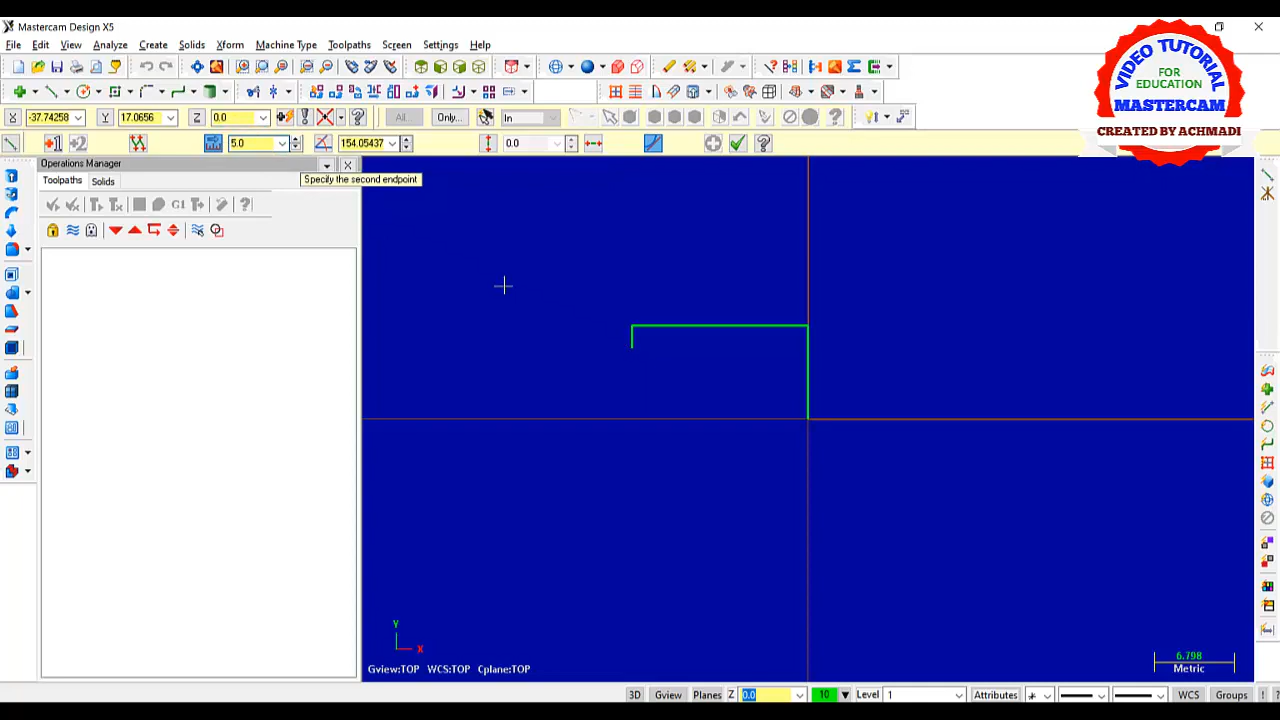 Mastercam Design X5
File Edit View Analyze Create Solids Xform Machine Type Toolpaths Screen Settings Help
VIDEO TUTORIAL
FOR
EDUCATION
MASTERCAM
CREATED BY ACHMADI
X -37.74258 Y 17.0656 Z 0.0 All... Only... In
5.0 154.05437 0.0
Operations Manager
Specify the second endpoint
Toolpaths Solids
G1
Y
X
Gview:TOP WCS:TOP Cplane:TOP
6.798
Metric
3D Gview Planes Z 0.0 10 Level 1 Attributes WCS Groups ! ?